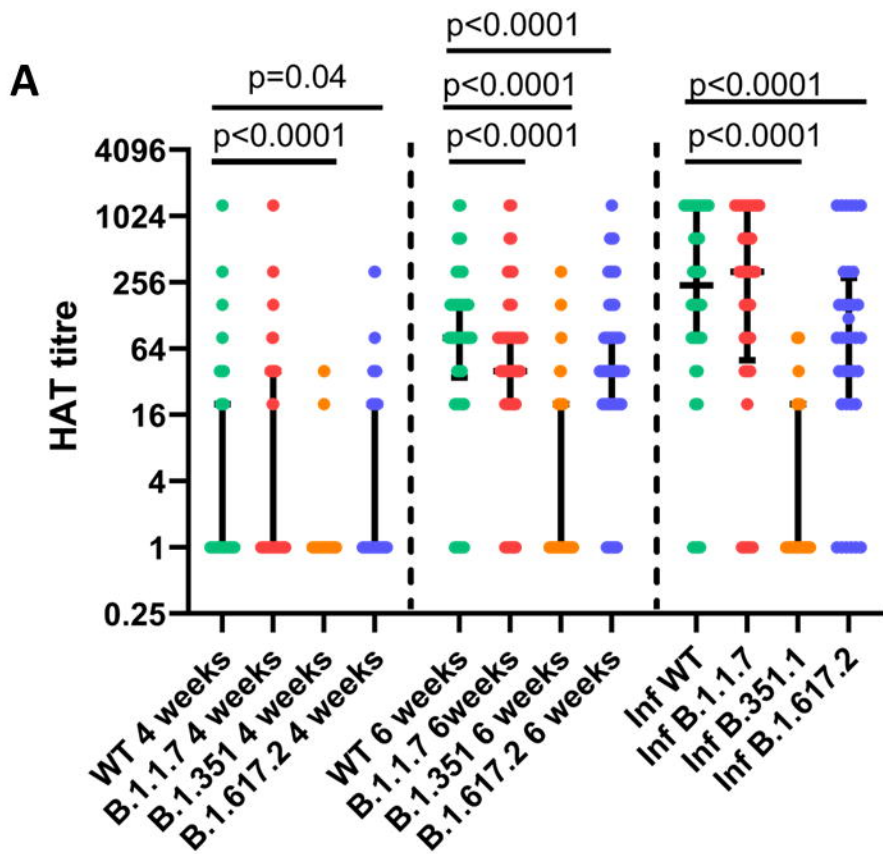 A
p<0.0001
p=0.04
p<0.0001
p<0.0001
p<0.0001
p<0.0001
p<0.0001
p<0.0001
HAT titre
4096
1024
256
64
16
4
1
0.25
WT 4 weeks
B.1.1.7 4 weeks
B.1.351 4 weeks
B.1.617.2 4 weeks
WT 6 weeks
B.1.1.7 6weeks
B.1.351 6 weeks
B.1.617.2 6 weeks
Inf WT
Inf B.1.1.7
Inf B.351.1
Inf B.1.617.2